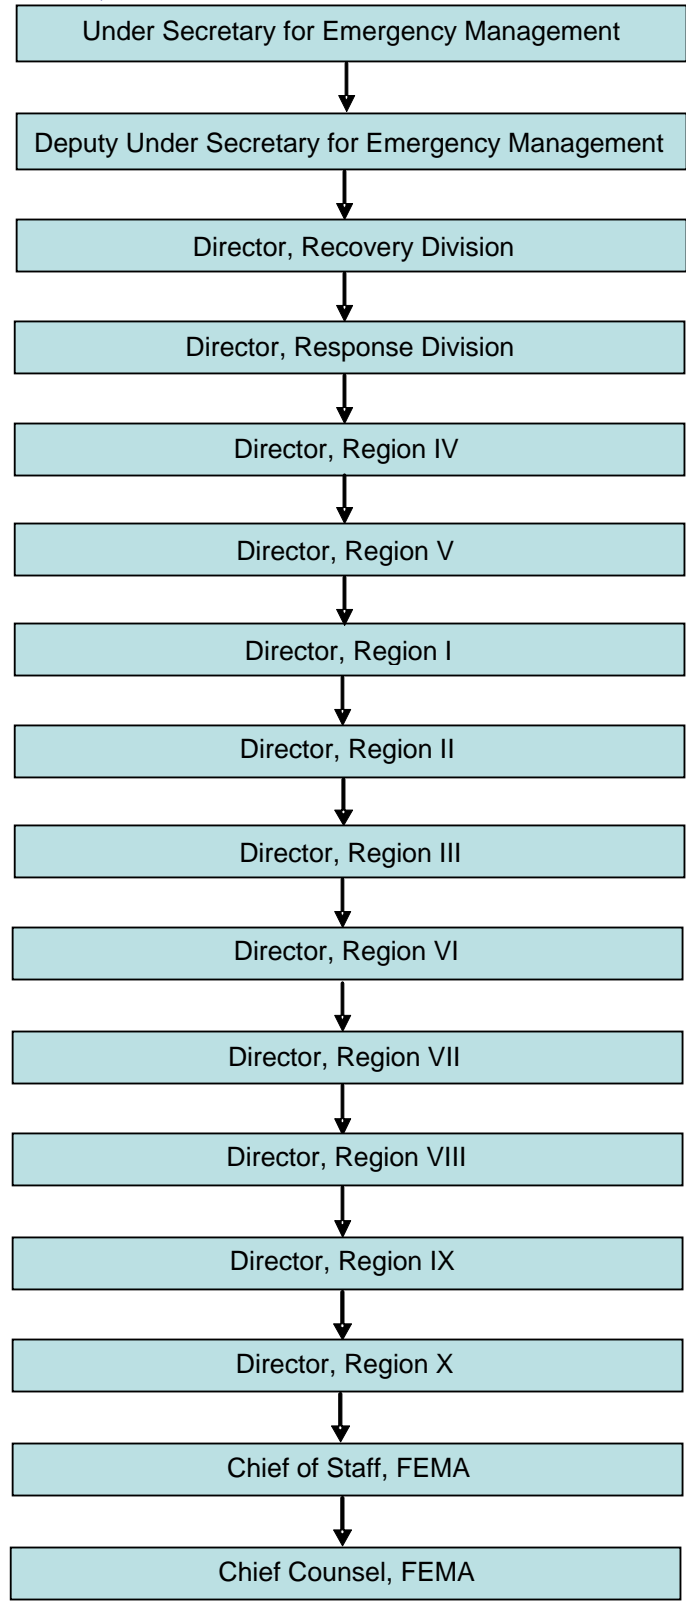 Under Secretary for Emergency Management
Deputy Under Secretary for Emergency Management
Director, Recovery Division
Director, Response Division
Director, Region IV
Director, Region V
Director, Region I
Director, Region II
Director, Region III
Director, Region VI
Director, Region VII
Director, Region VIII
Director, Region IX
Director, Region X
Chief of Staff, FEMA
Chief Counsel, FEMA